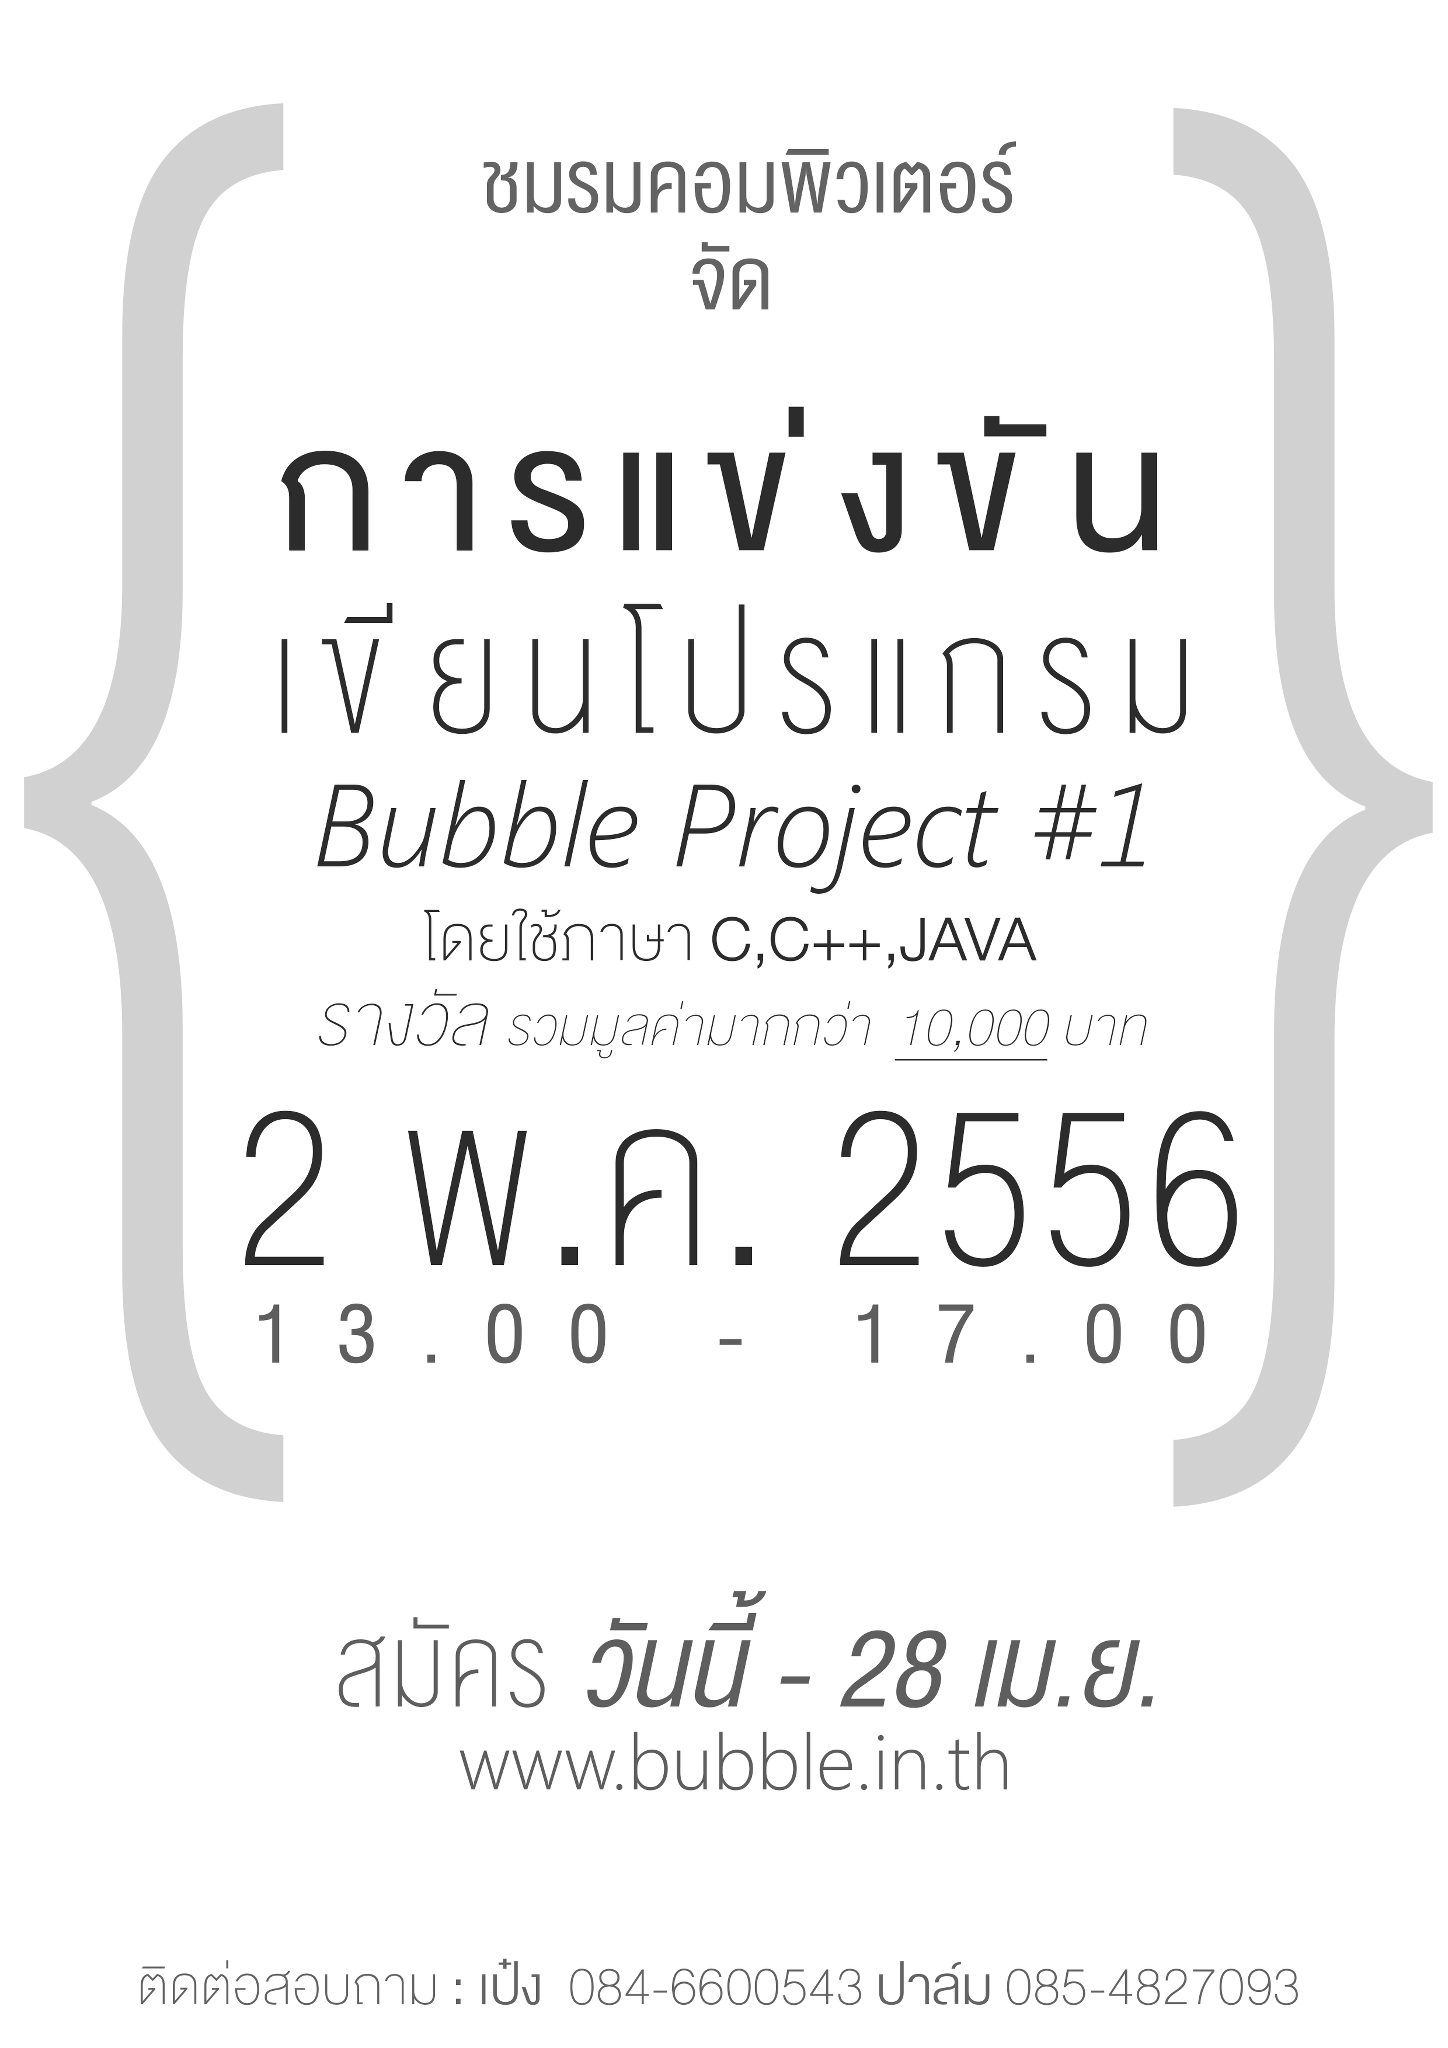 ชมรมคอมพิวเตอร์
จัด
การแข่งขัน
เขียนโปรแกรม
Bubble Project #1
โดยใช้ภาษา C,C++,JAVA
รางวัล รวมมูลค่ามากกว่า 10,000 บาท
2 พ.ค. 2556
13.00 - 17.00
สมัคร วันนี้ - 28 เม.ย.
www.bubble.in.th
ติดต่อสอบถาม : เป๋ง 084-6600543 ปาล์ม 085-4827093